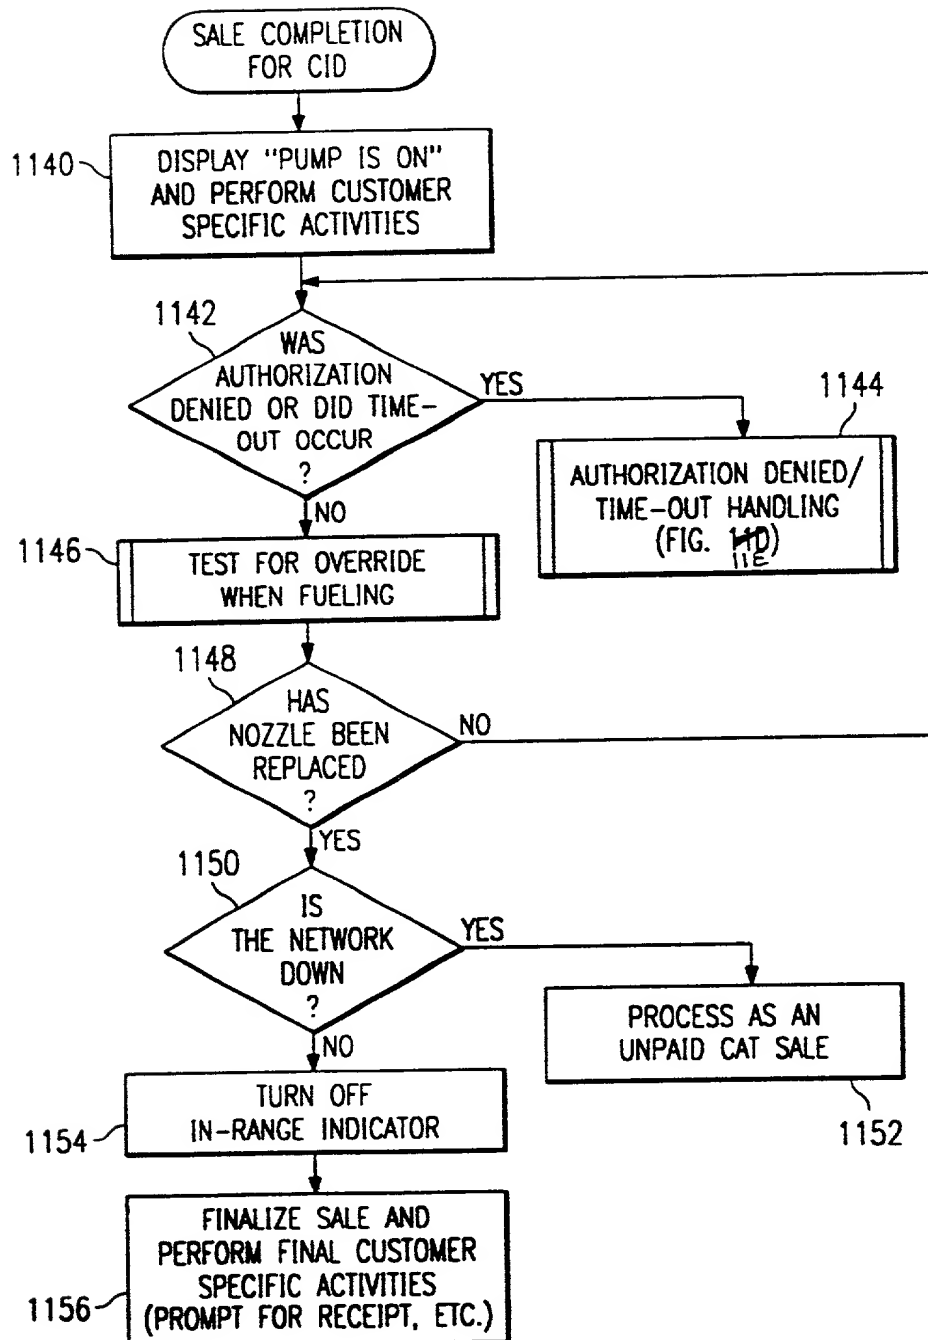 SALE COMPLETION
FOR CID
1140
DISPLAY "PUMP IS ON"
AND PERFORM CUSTOMER
SPECIFIC ACTIVITIES
1142
WAS
AUTHORIZATION
DENIED OR DID TIME-
OUT OCCUR
?
YES
1144
AUTHORIZATION DENIED/
TIME-OUT HANDLING
(FIG. 11D)
11E
NO
1146
TEST FOR OVERRIDE
WHEN FUELING
1148
HAS
NOZZLE BEEN
REPLACED
?
NO
YES
1150
IS
THE NETWORK
DOWN
?
YES
PROCESS AS AN
UNPAID CAT SALE
1152
NO
TURN OFF
IN-RANGE INDICATOR
1154
FINALIZE SALE AND
PERFORM FINAL CUSTOMER
SPECIFIC ACTIVITIES
(PROMPT FOR RECEIPT, ETC.)
1156